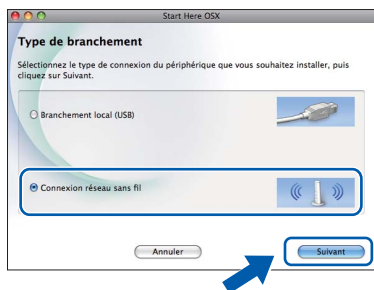 Start Here OSX
Type de branchement
Sélectionnez le type de connexion du périphérique que vous souhaitez installer, puis
cliquez sur Suivant.
Branchement local (USB)
Connexion réseau sans fil
Annuler
Suivant